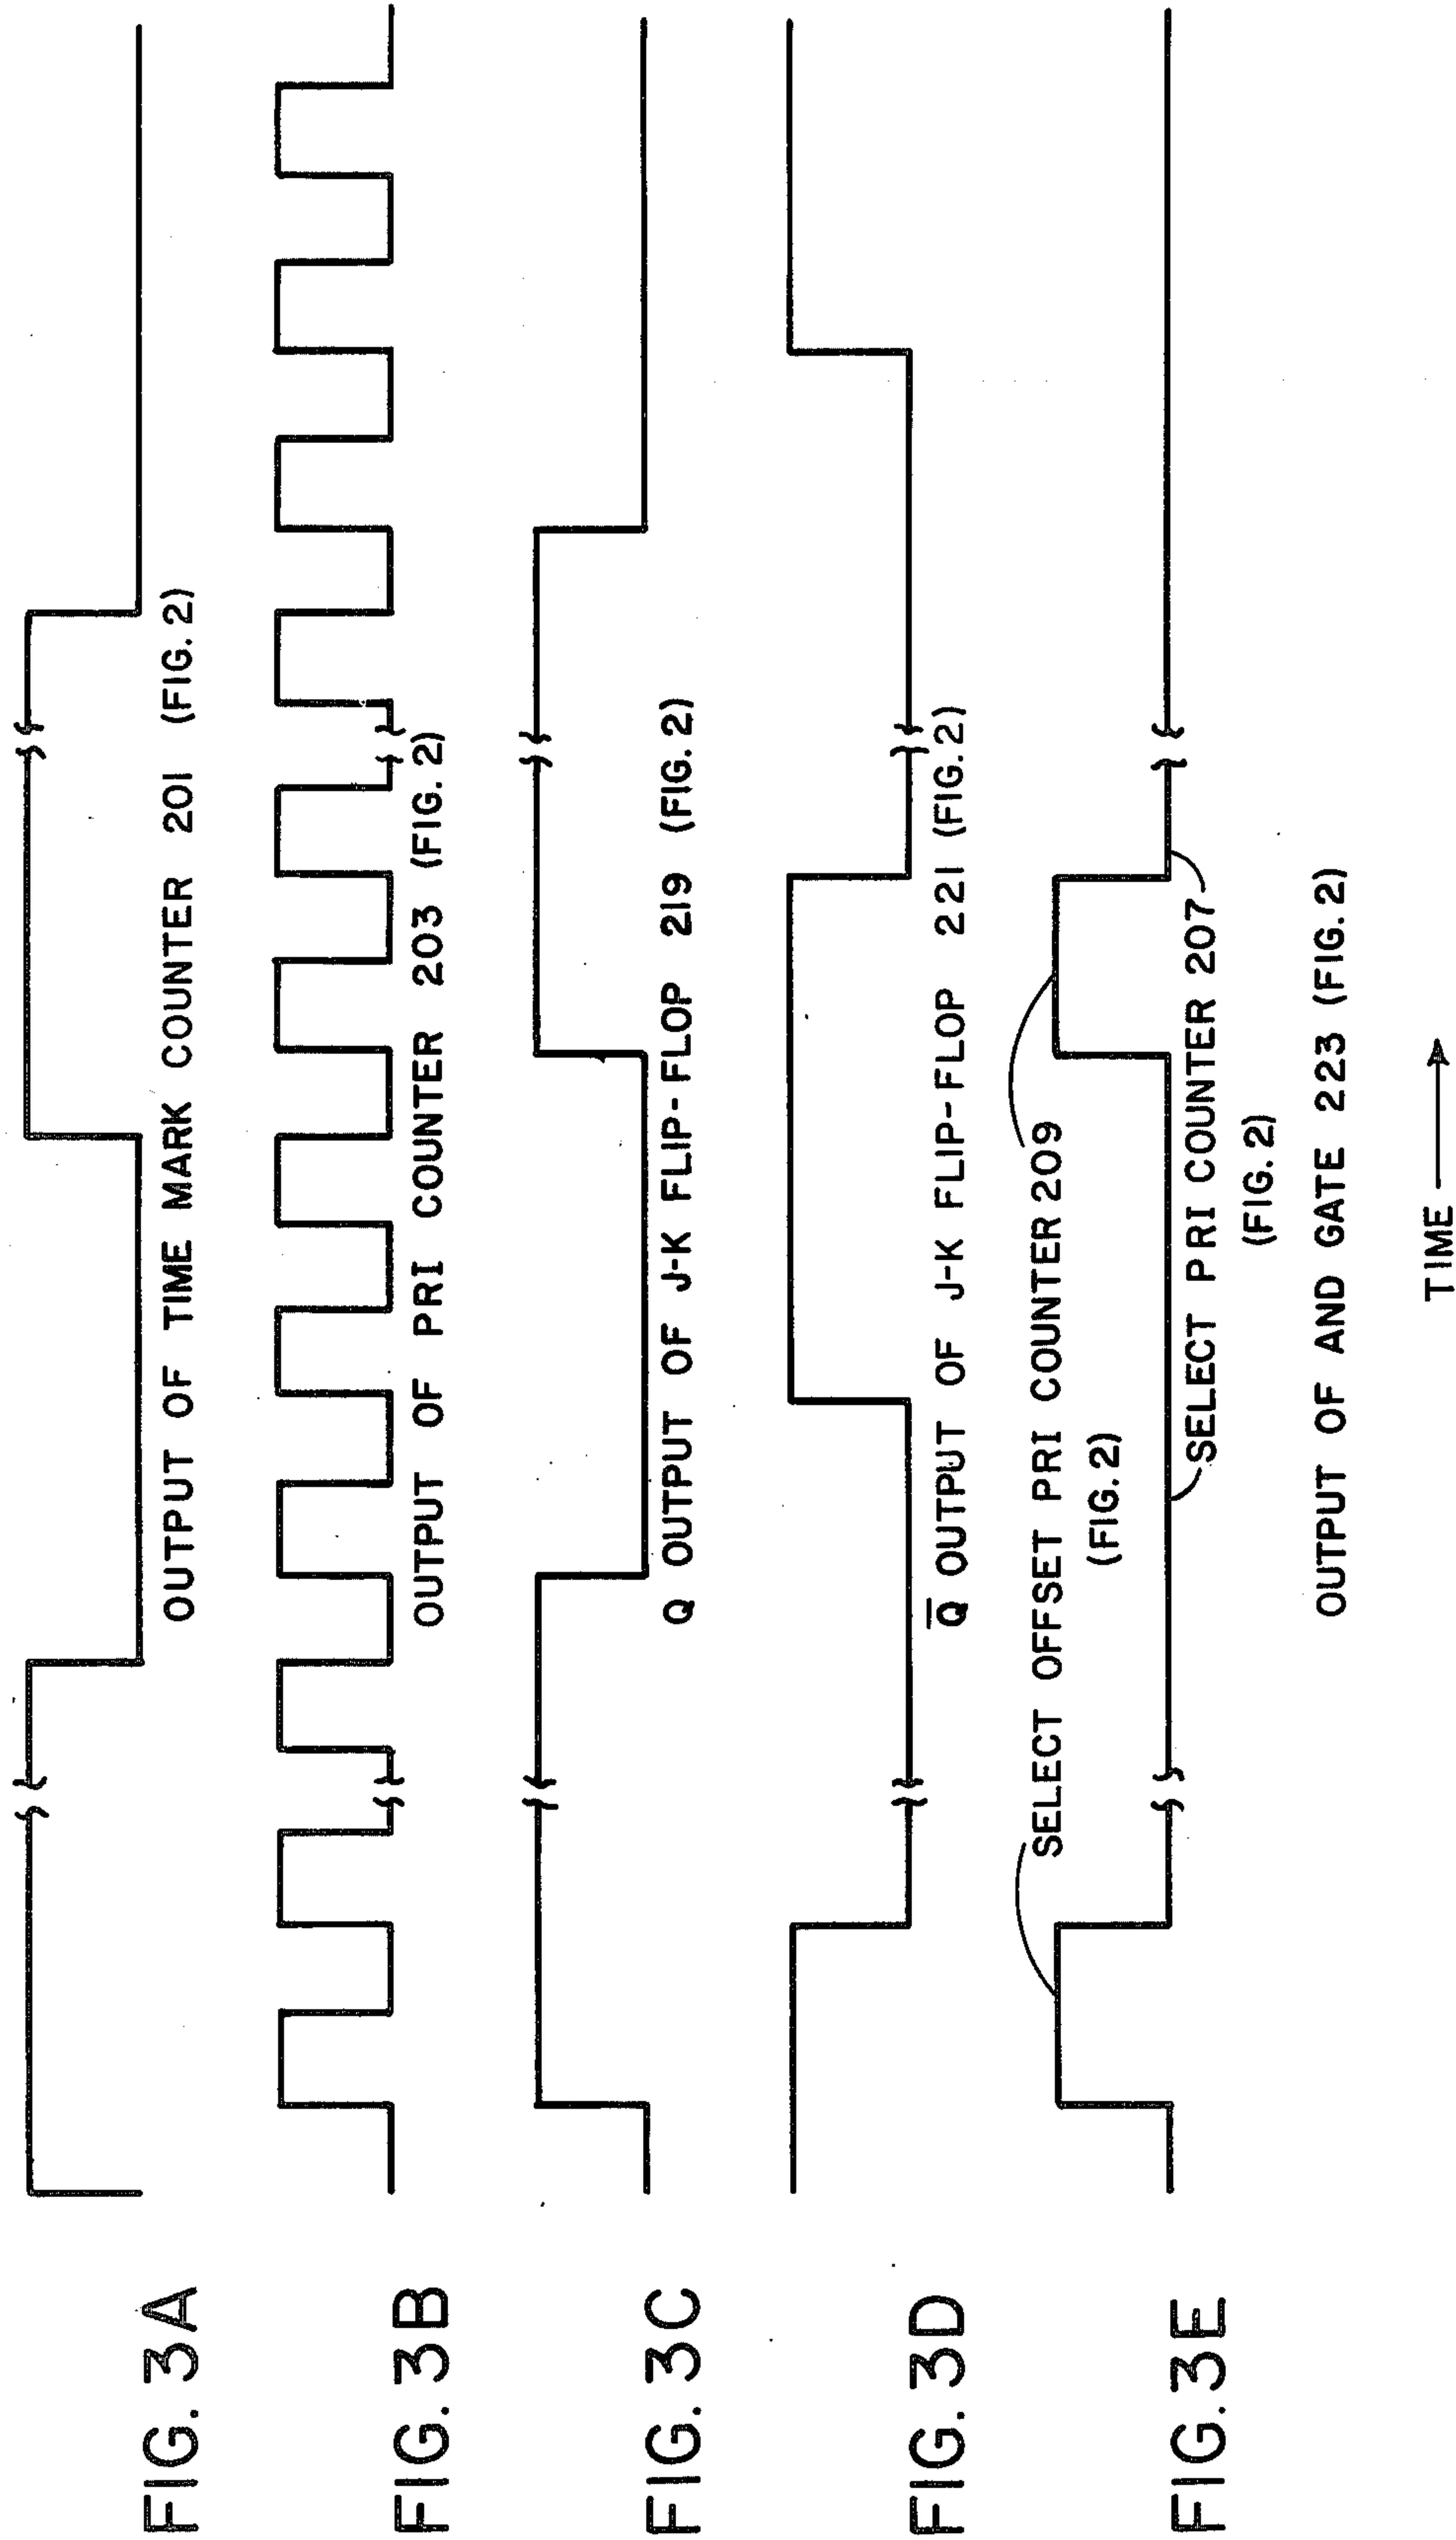 FIG. 3A
OUTPUT OF TIME MARK COUNTER 201 (FIG. 2)
FIG. 3B
OUTPUT OF PRI COUNTER 203 (FIG. 2)
FIG. 3C
Q OUTPUT OF J-K FLIP-FLOP 219 (FIG. 2)
FIG. 3D
Q̅ OUTPUT OF J-K FLIP-FLOP 221 (FIG. 2)
SELECT OFFSET PRI COUNTER 209
(FIG. 2)
FIG. 3E
SELECT PRI COUNTER 207
(FIG. 2)
OUTPUT OF AND GATE 223 (FIG. 2)
TIME